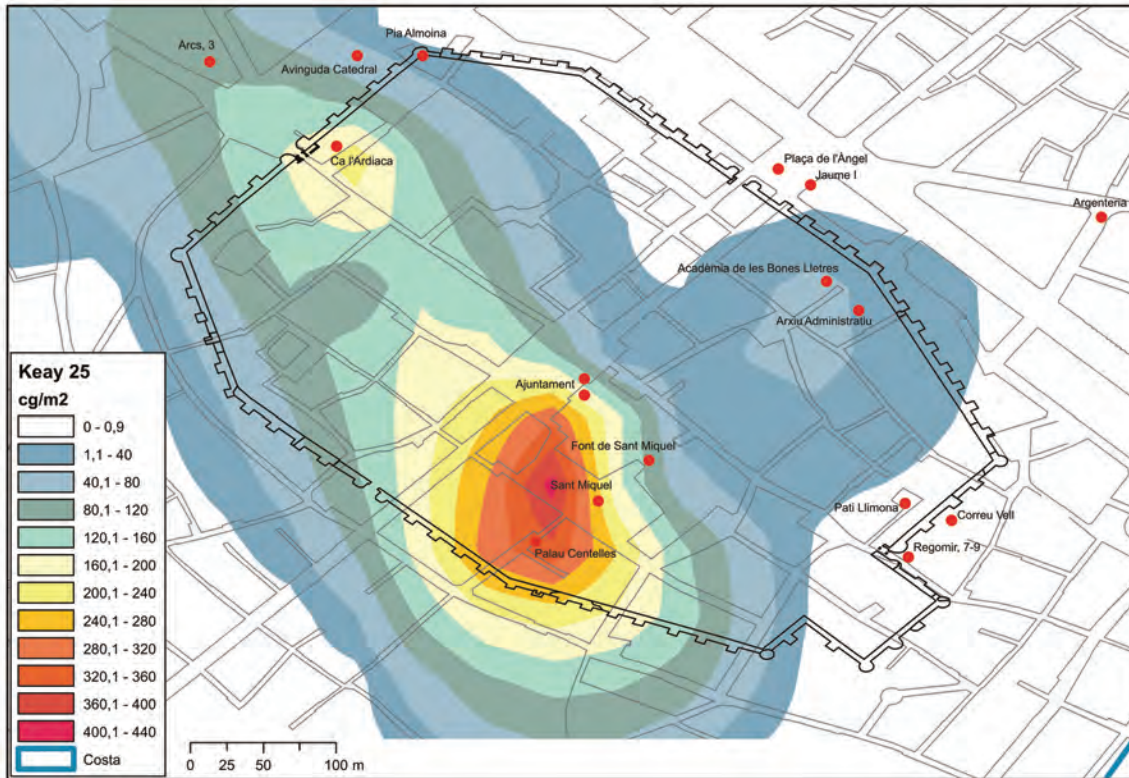 Pia Almoina
Arcs, 3
Avinguda Catedral
Ca l'Ardiaca
Plaça de l'Àngel
Jaume I
Argenteria
Acadèmia de les Bones Lletres
Arxiu Administratiu
Ajuntament
Font de Sant Miquel
Sant Miquel
Pati Llimona
Correu Vell
Palau Centelles
Regomir, 7-9
Keay 25
cg/m2
0 - 0,9
1,1 - 40
40,1 - 80
80,1 - 120
120,1 - 160
160,1 - 200
200,1 - 240
240,1 - 280
280,1 - 320
320,1 - 360
360,1 - 400
400,1 - 440
Costa
0 25 50 100 m